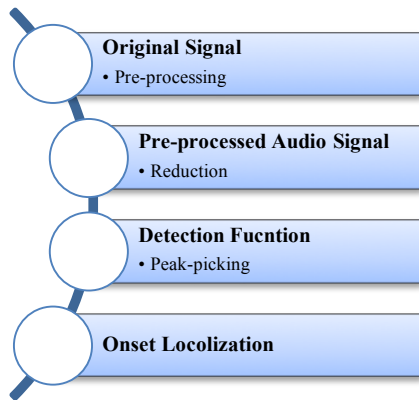 Original Signal
• Pre-processing
Pre-processed Audio Signal
• Reduction
Detection Fucntion
• Peak-picking
Onset Locolization